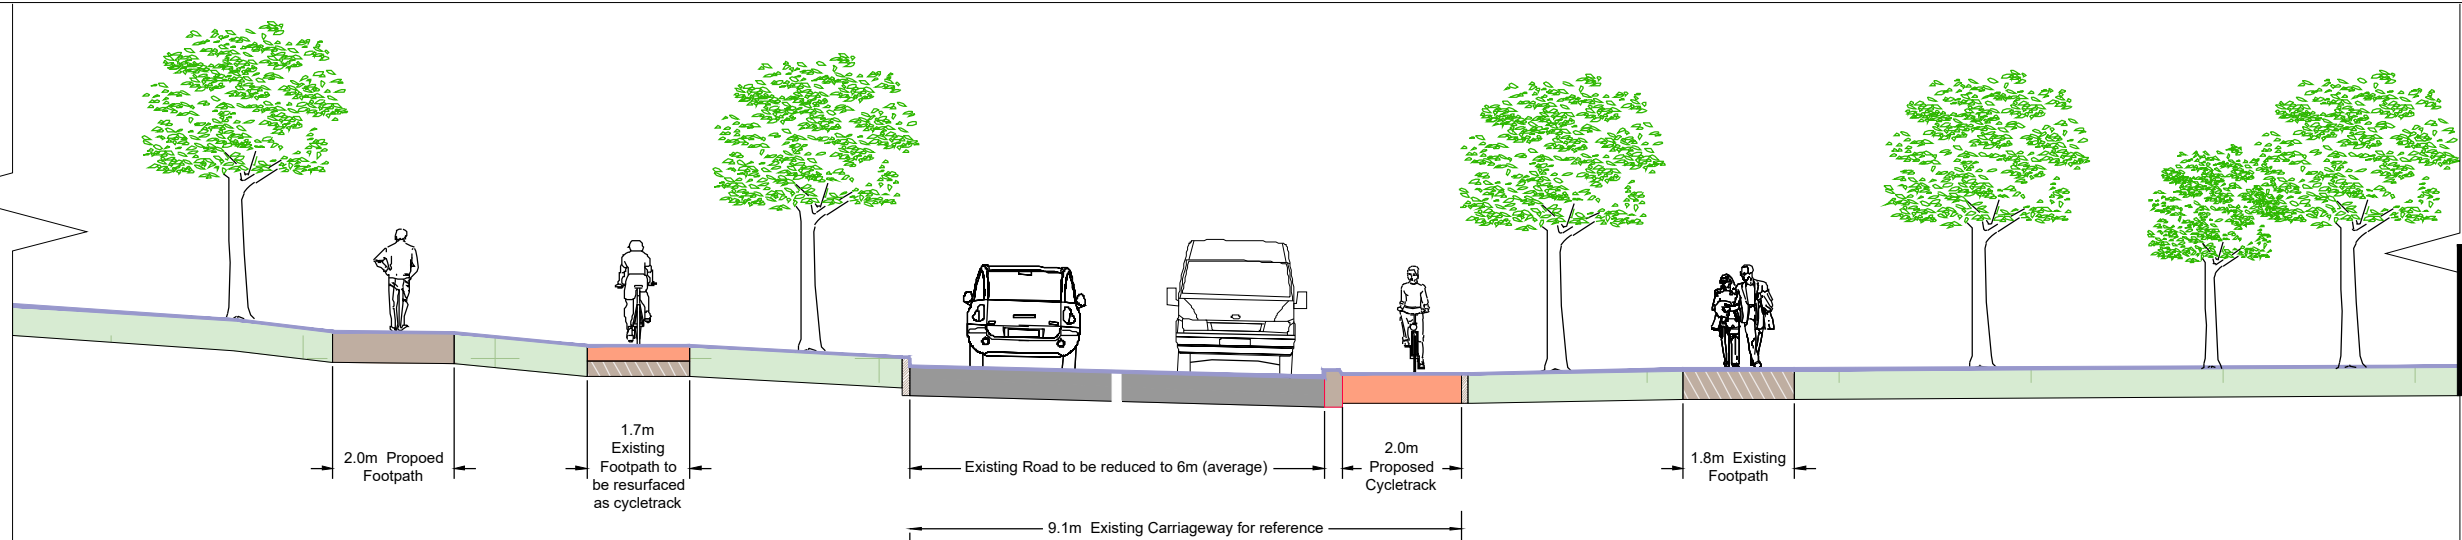 2.0m  Propoed
Footpath
1.7m
Existing
Footpath to
be resurfaced
as cycletrack
Existing Road to be reduced to 6m (average)
2.0m
Proposed
Cycletrack
1.8m  Existing
Footpath
9.1m  Existing Carriageway for reference